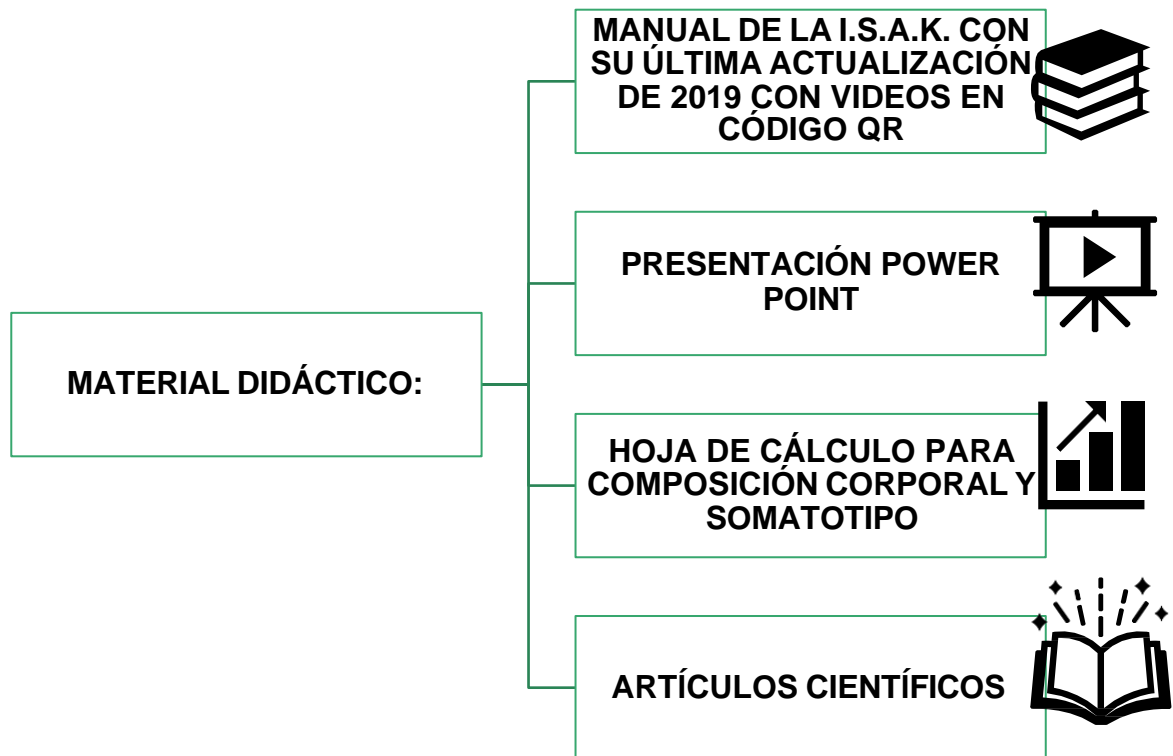 MATERIAL DIDÁCTICO:
MANUAL DE LA I.S.A.K. CON
SU ÚLTIMA ACTUALIZACIÓN
DE 2019 CON VIDEOS EN
CÓDIGO QR
PRESENTACIÓN POWER
POINT
HOJA DE CÁLCULO PARA
COMPOSICIÓN CORPORAL Y
SOMATOTIPO
ARTÍCULOS CIENTÍFICOS